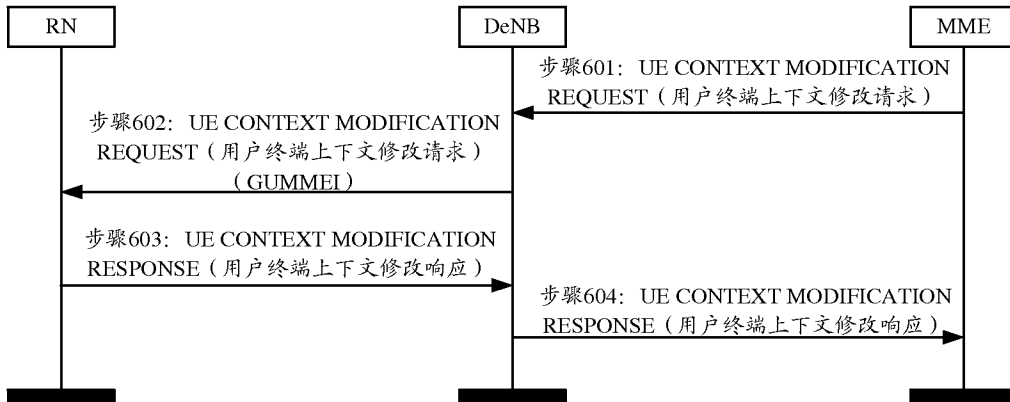 RN
DeNB
MME
步骤601：UE CONTEXT MODIFICATION
REQUEST（用户终端上下文修改请求）
步骤602：UE CONTEXT MODIFICATION
REQUEST（用户终端上下文修改请求）
（GUMMEI）
步骤603：UE CONTEXT MODIFICATION
RESPONSE（用户终端上下文修改响应）
步骤604：UE CONTEXT MODIFICATION
RESPONSE（用户终端上下文修改响应）